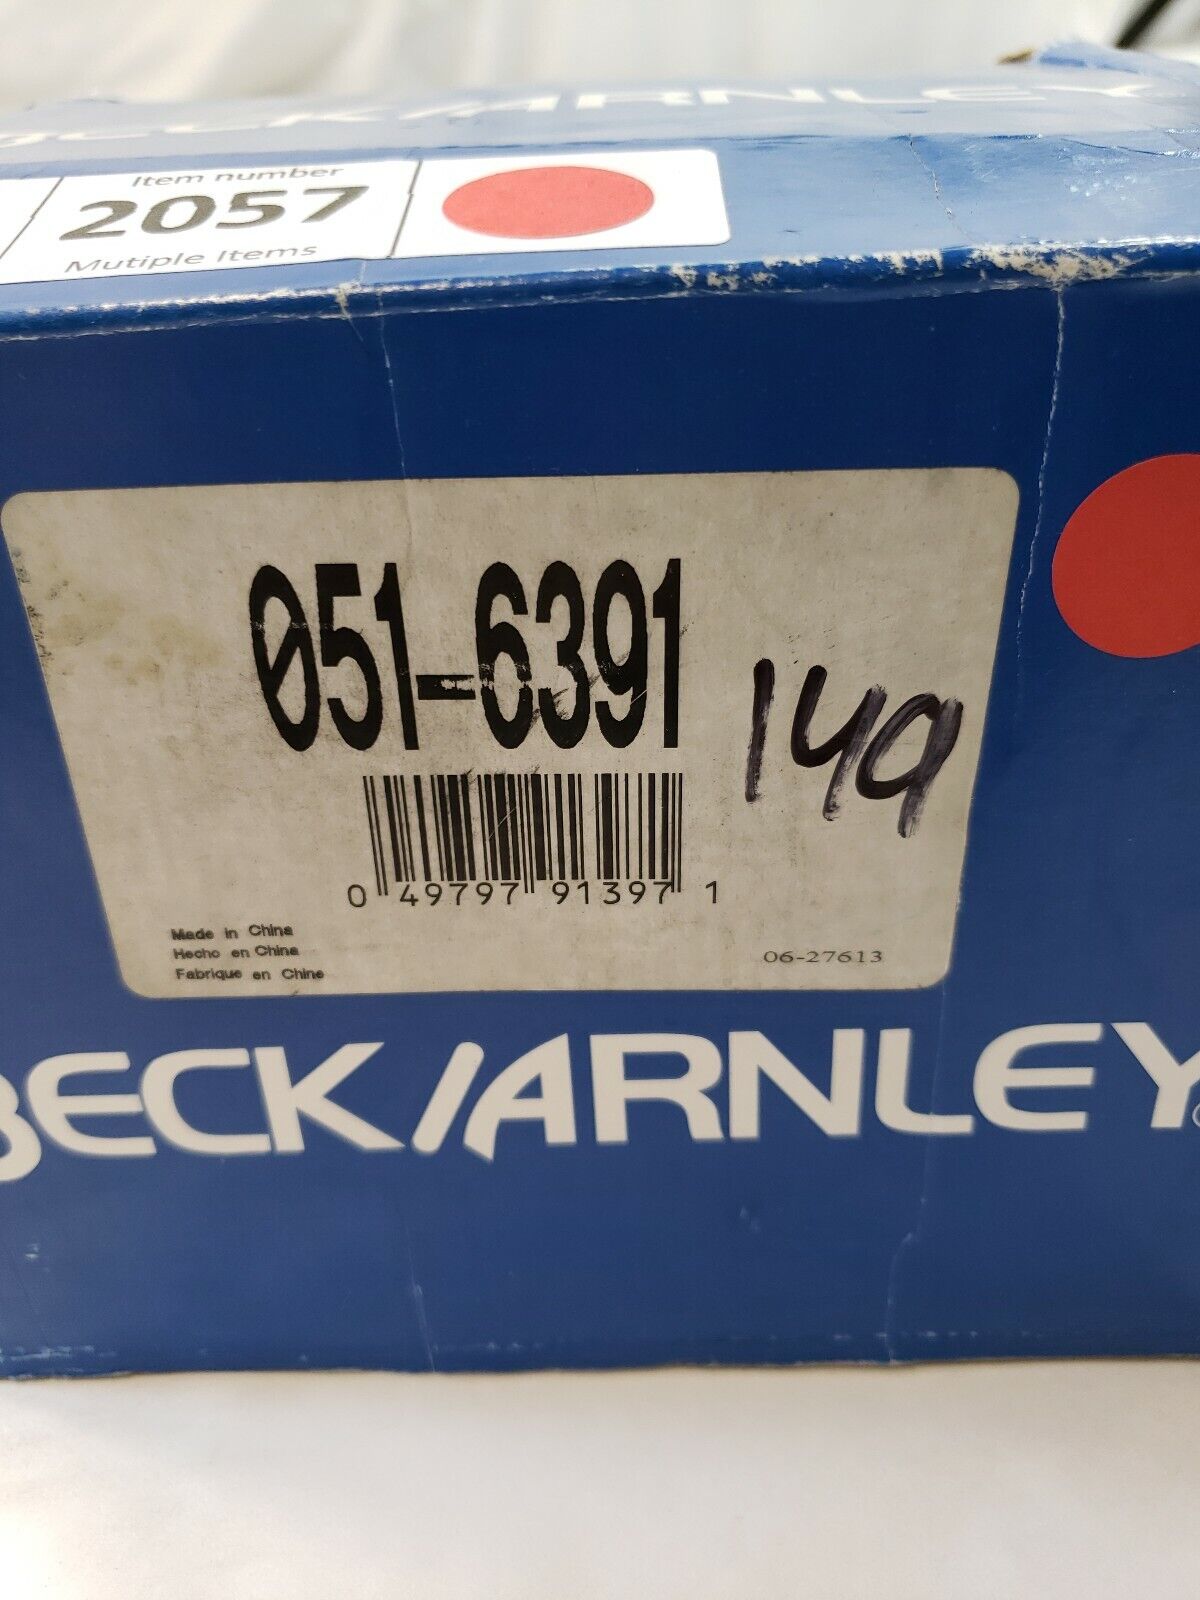 BECK/ARNLEY
Item number
2057
Mutiple Items
051-6391
149
0 49797 91397 1
Made in China
Hecho en China
Fabrique en Chine
06-27613
BECK/ARNLEY